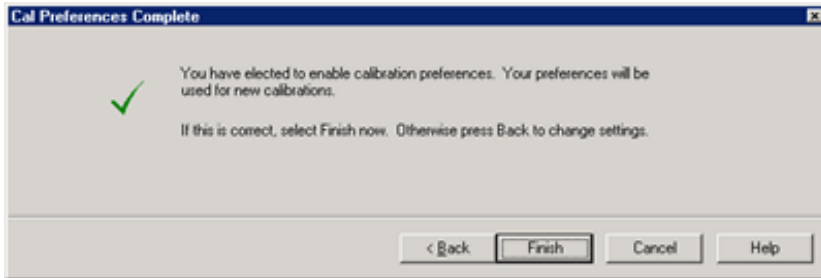 Cal Preferences Complete
You have elected to enable calibration preferences. Your preferences will be
used for new calibrations.
If this is correct, select Finish now. Otherwise press Back to change settings.
< Back
Finish
Cancel
Help